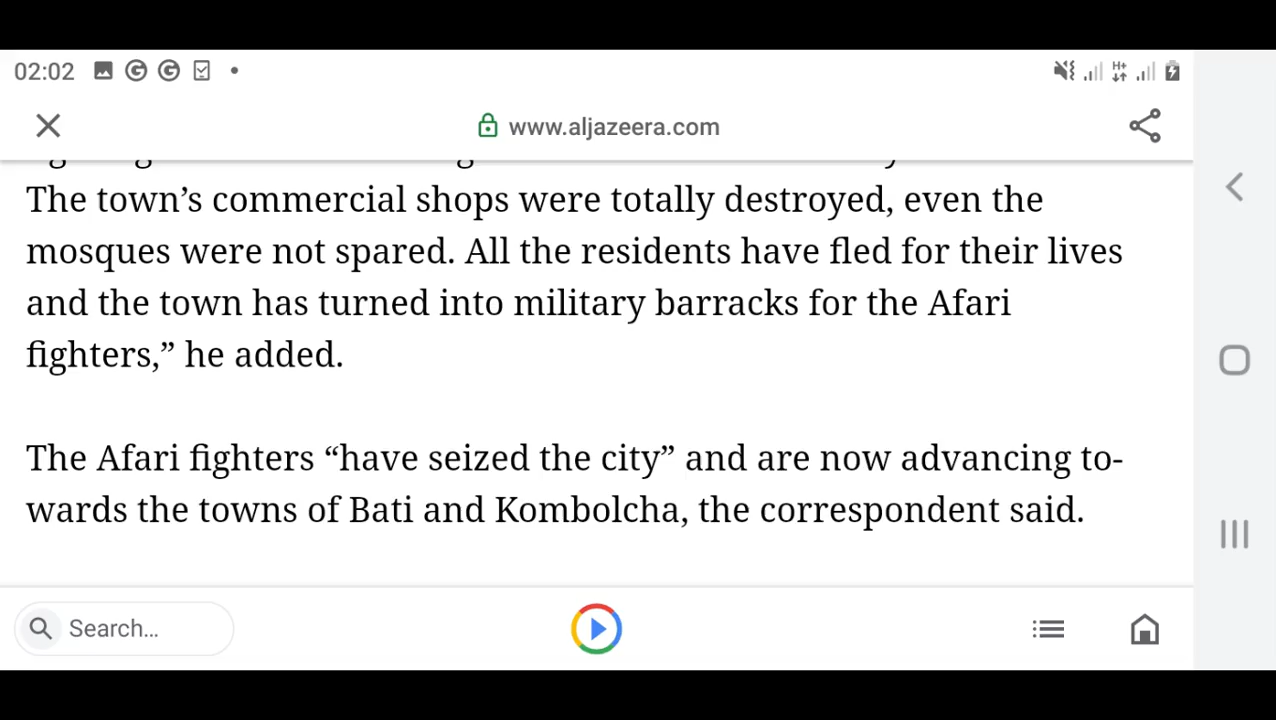 02:02
H+
www.aljazeera.com
The town’s commercial shops were totally destroyed, even the
mosques were not spared. All the residents have fled for their lives
and the town has turned into military barracks for the Afari
fighters,” he added.
The Afari fighters “have seized the city” and are now advancing to-
wards the towns of Bati and Kombolcha, the correspondent said.
Search...